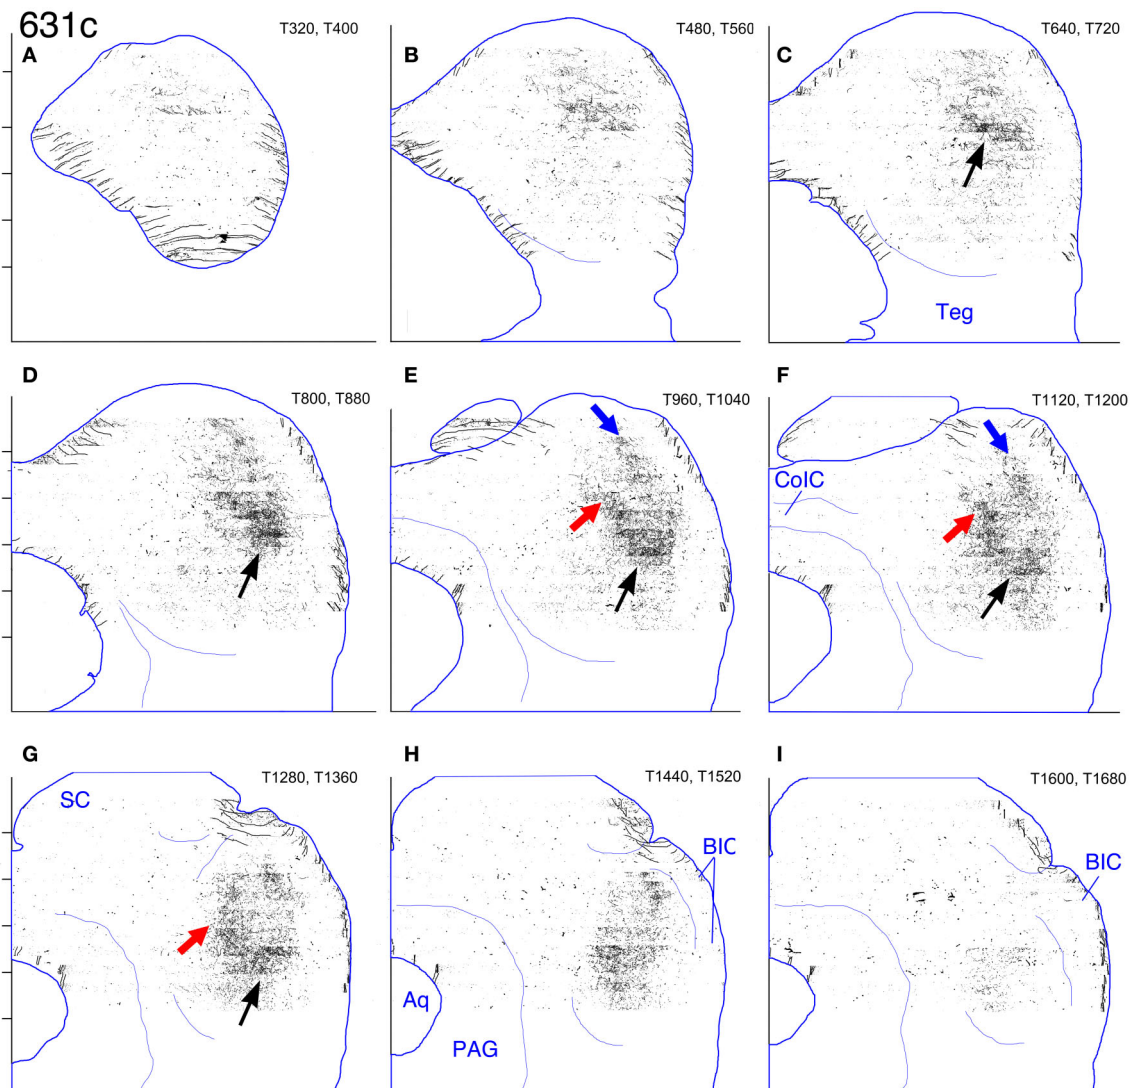 631c
A
T320, T400
B
T480, T560
C
T640, T720
Teg
D
T800, T880
E
T960, T1040
F
T1120, T1200
CoIC
G
T1280, T1360
SC
H
T1440, T1520
BIC
Aq
PAG
I
T1600, T1680
BIC